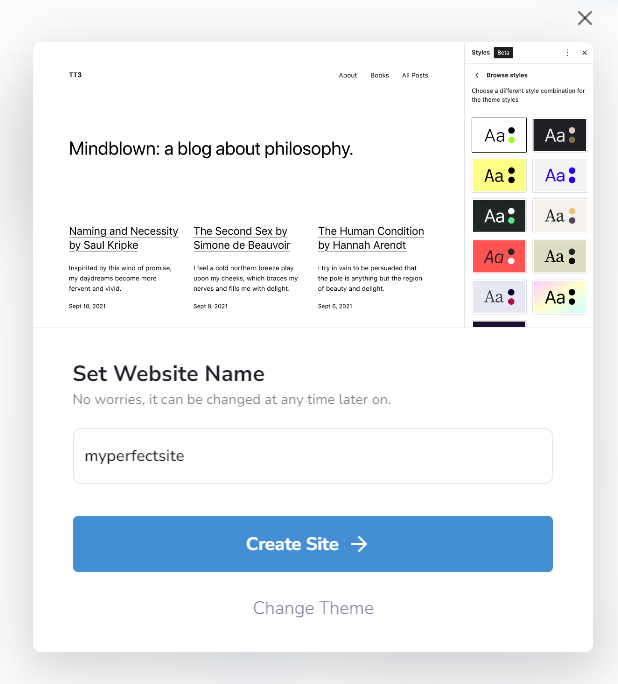 TT3
About Books All Posts
Mindblown: a blog about philosophy.
Naming and Necessity
by Saul Kripke
Inspirited by this wind of promise,
my daydreams become more
fervent and vivid.
Sept 10, 2021
The Second Sex by
Simone de Beauvoir
I feel a cold northern breeze play
upon my cheeks, which braces my
nerves and fills me with delight.
Sept 8, 2021
The Human Condition
by Hannah Arendt
I try in vain to be persuaded that
the pole is anything but the region
of beauty and delight.
Sept 6, 2021
Styles Beta
Browse styles
Choose a different style combination for
the theme styles
Aa Aa
Aa Aa
Aa Aa
Aa Aa
Aa Aa
Set Website Name
No worries, it can be changed at any time later on.
myperfectsite
Create Site →
Change Theme